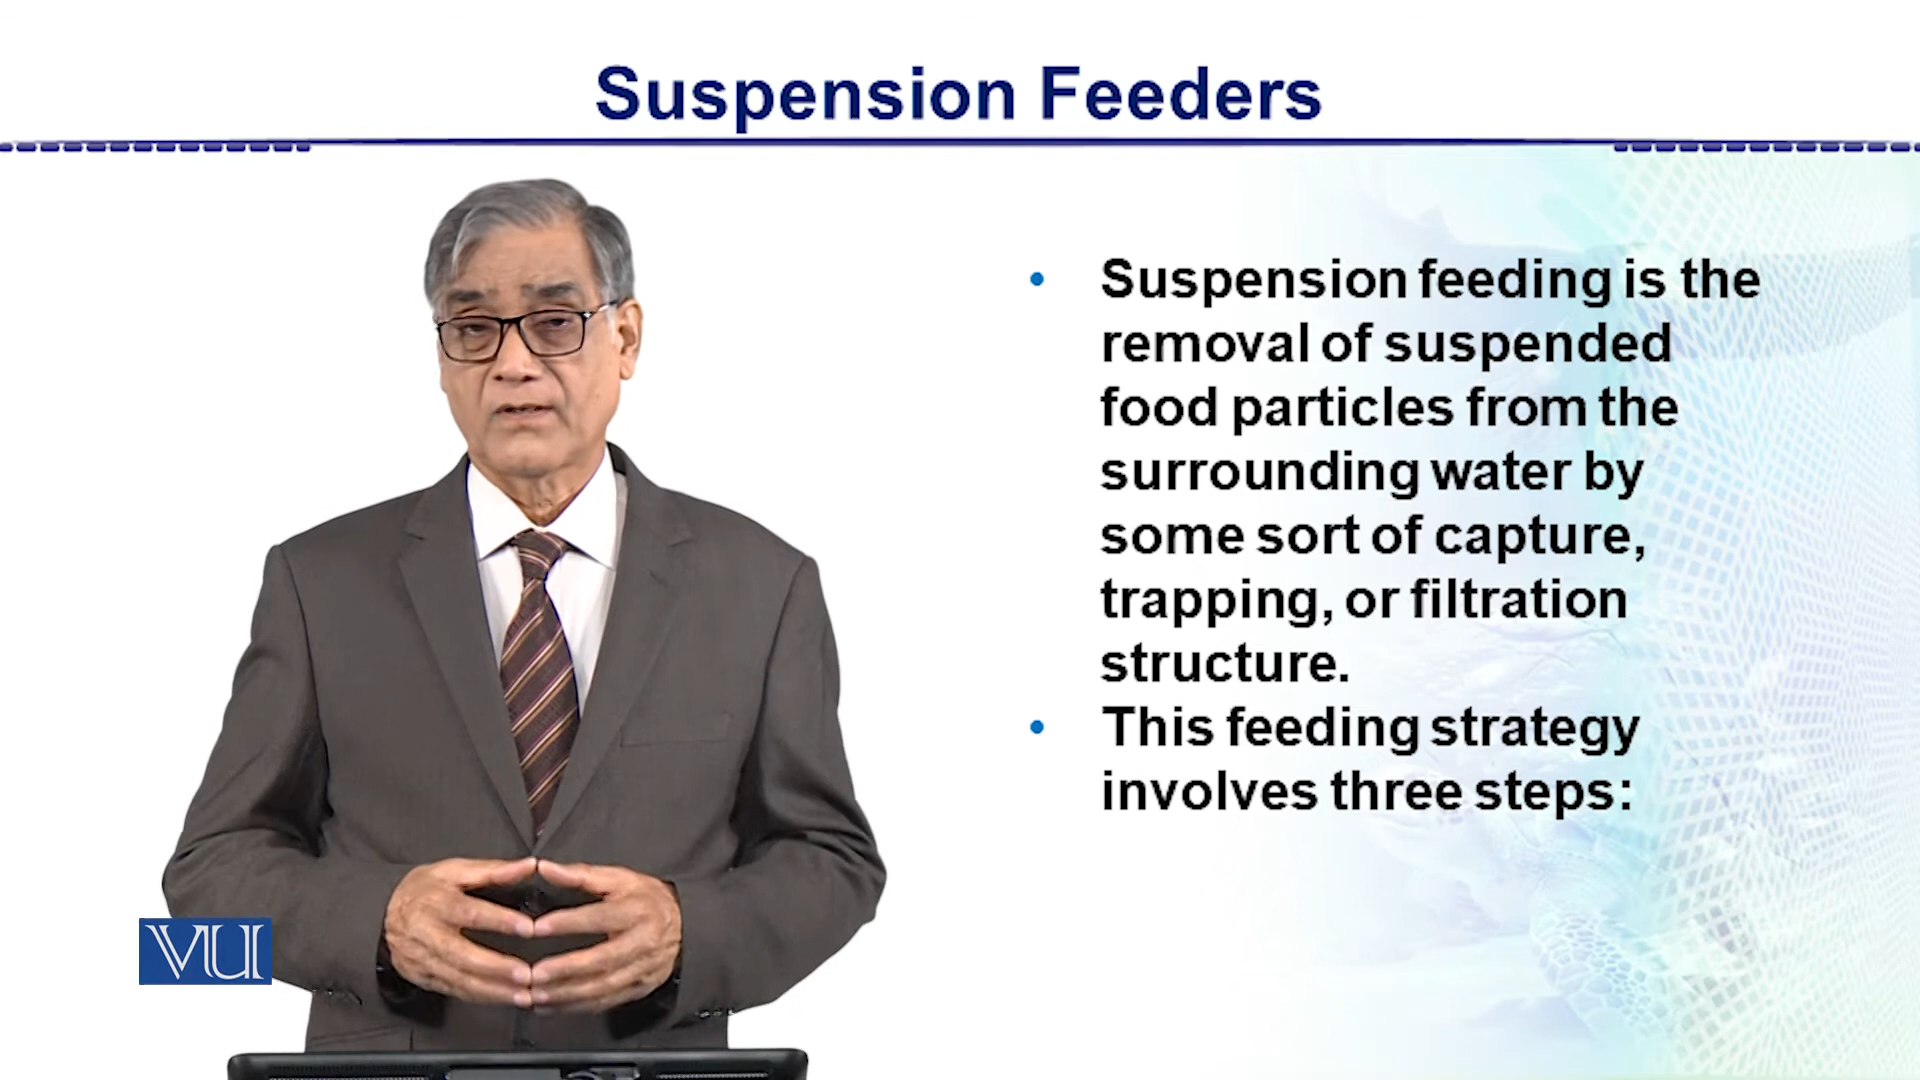 Suspension Feeders
• Suspension feeding is the
removal of suspended
food particles from the
surrounding water by
some sort of capture,
trapping, or filtration
structure.
• This feeding strategy
involves three steps:
VU